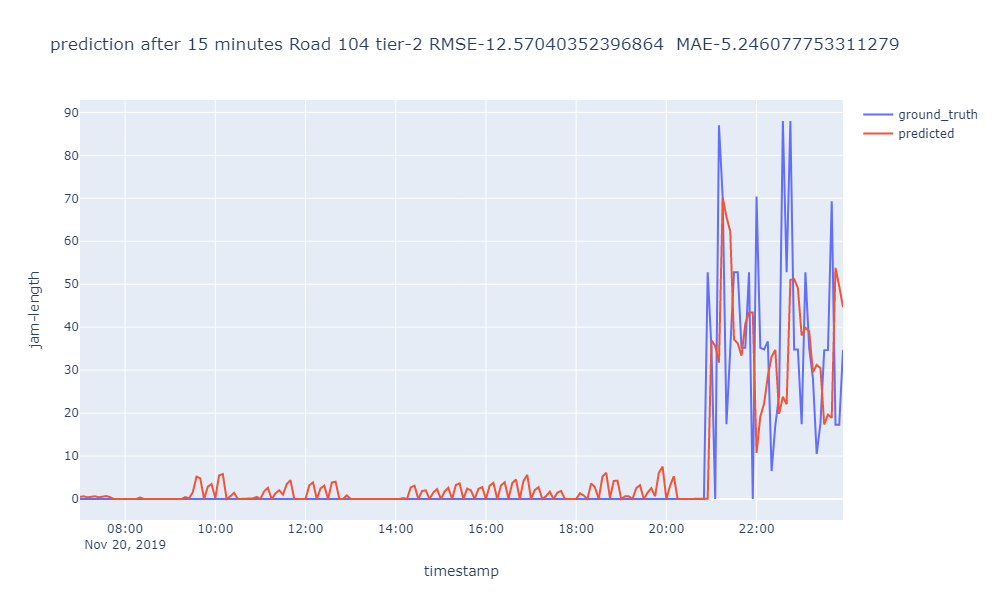 prediction after 15 minutes Road 104 tier-2 RMSE-12.57040352396864  MAE-5.246077753311279
ground_truth
predicted
90
80
70
60
50
40
30
20
10
0
jam-length
08:00 10:00 12:00 14:00 16:00 18:00 20:00 22:00
Nov 20, 2019
timestamp